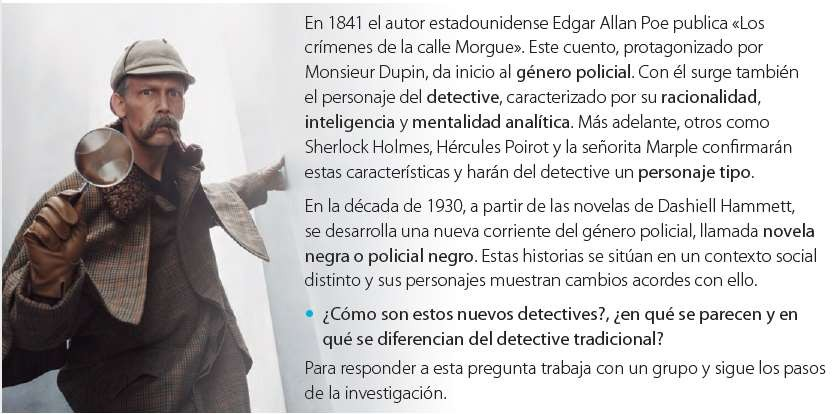 En 1841 el autor estadounidense Edgar Allan Poe publica «Los
crímenes de la calle Morgue». Este cuento, protagonizado por
Monsieur Dupin, da inicio al género policial. Con él surge también
el personaje del detective, caracterizado por su racionalidad,
inteligencia y mentalidad analítica. Más adelante, otros como
Sherlock Holmes, Hércules Poirot y la señorita Marple confirmarán
estas características y harán del detective un personaje tipo.
En la década de 1930, a partir de las novelas de Dashiell Hammett,
se desarrolla una nueva corriente del género policial, llamada novela
negra o policial negro. Estas historias se sitúan en un contexto social
distinto y sus personajes muestran cambios acordes con ello.
• ¿Cómo son estos nuevos detectives?, ¿en qué se parecen y en
qué se diferencian del detective tradicional?
Para responder a esta pregunta trabaja con un grupo y sigue los pasos
de la investigación.